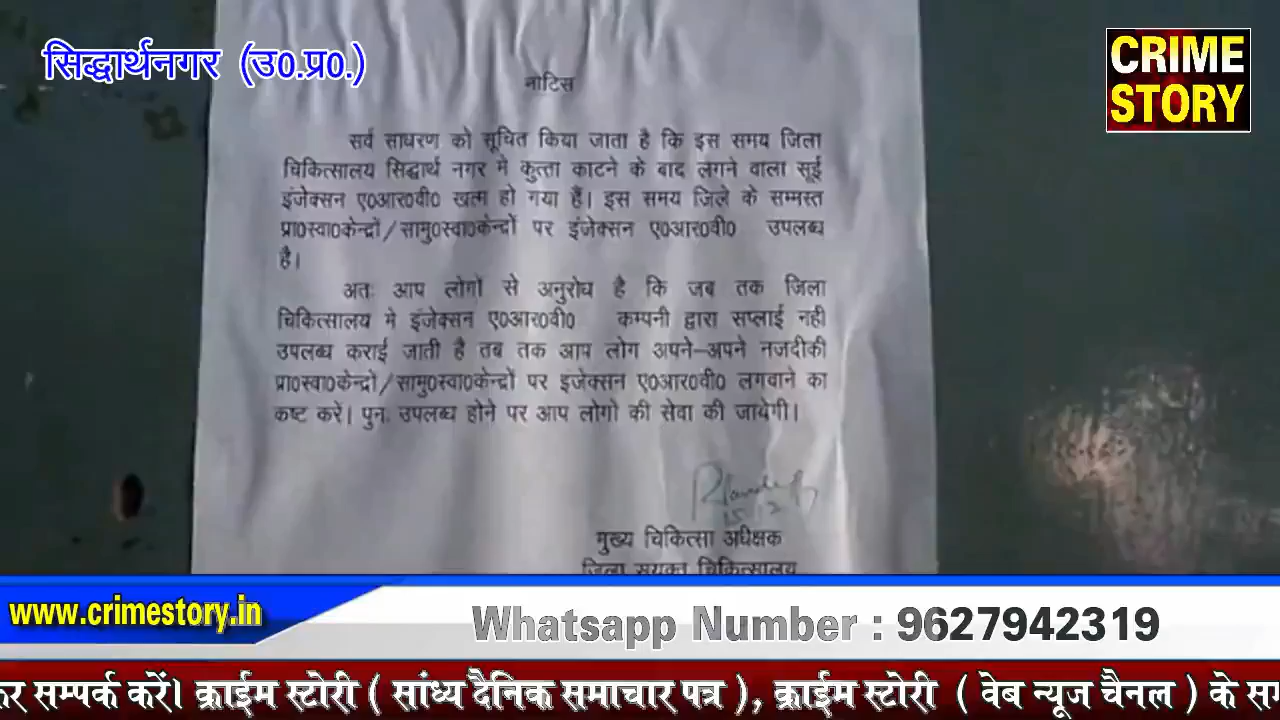 सिद्धार्थनगर (उ0.प्र0.)
CRIME
STORY
नोटिस
सर्व साधरण को सूचित किया जाता है कि इस समय जिला
चिकित्सालय सिद्धार्थ नगर मे कुत्ता काटने के बाद लगने वाला सूई
इंजेक्सन ए0आर0वी0 खत्म हो गया हैं। इस समय जिले के सम्मस्त
प्रा0स्वा0केन्द्रों/सामु0स्वा0केन्द्रों पर इंजेक्सन ए0आर0वी0 उपलब्ध
है।
अतः आप लोगों से अनुरोध है कि जब तक जिला
चिकित्सालय मे इंजेक्सन ए0आर0वी0 कम्पनी द्वारा सप्लाई नही
उपलब्ध कराई जाती है तब तक आप लोग अपने-अपने नजदीकी
प्रा0स्वा0केन्द्रों/सामु0स्वा0केन्द्रों पर इंजेक्सन ए0आर0वी0 लगवाने का
कष्ट करें। पुनः उपलब्ध होने पर आप लोगो की सेवा की जायेगी।
मुख्य चिकित्सा अधीक्षक
जिला सयुक्त चिकित्सालय
www.crimestory.in
Whatsapp Number : 9627942319
कर सम्पर्क करें। क्राईम स्टोरी ( सांध्य दैनिक समाचार पत्र ), क्राईम स्टोरी ( वेब न्यूज चैनल ) के